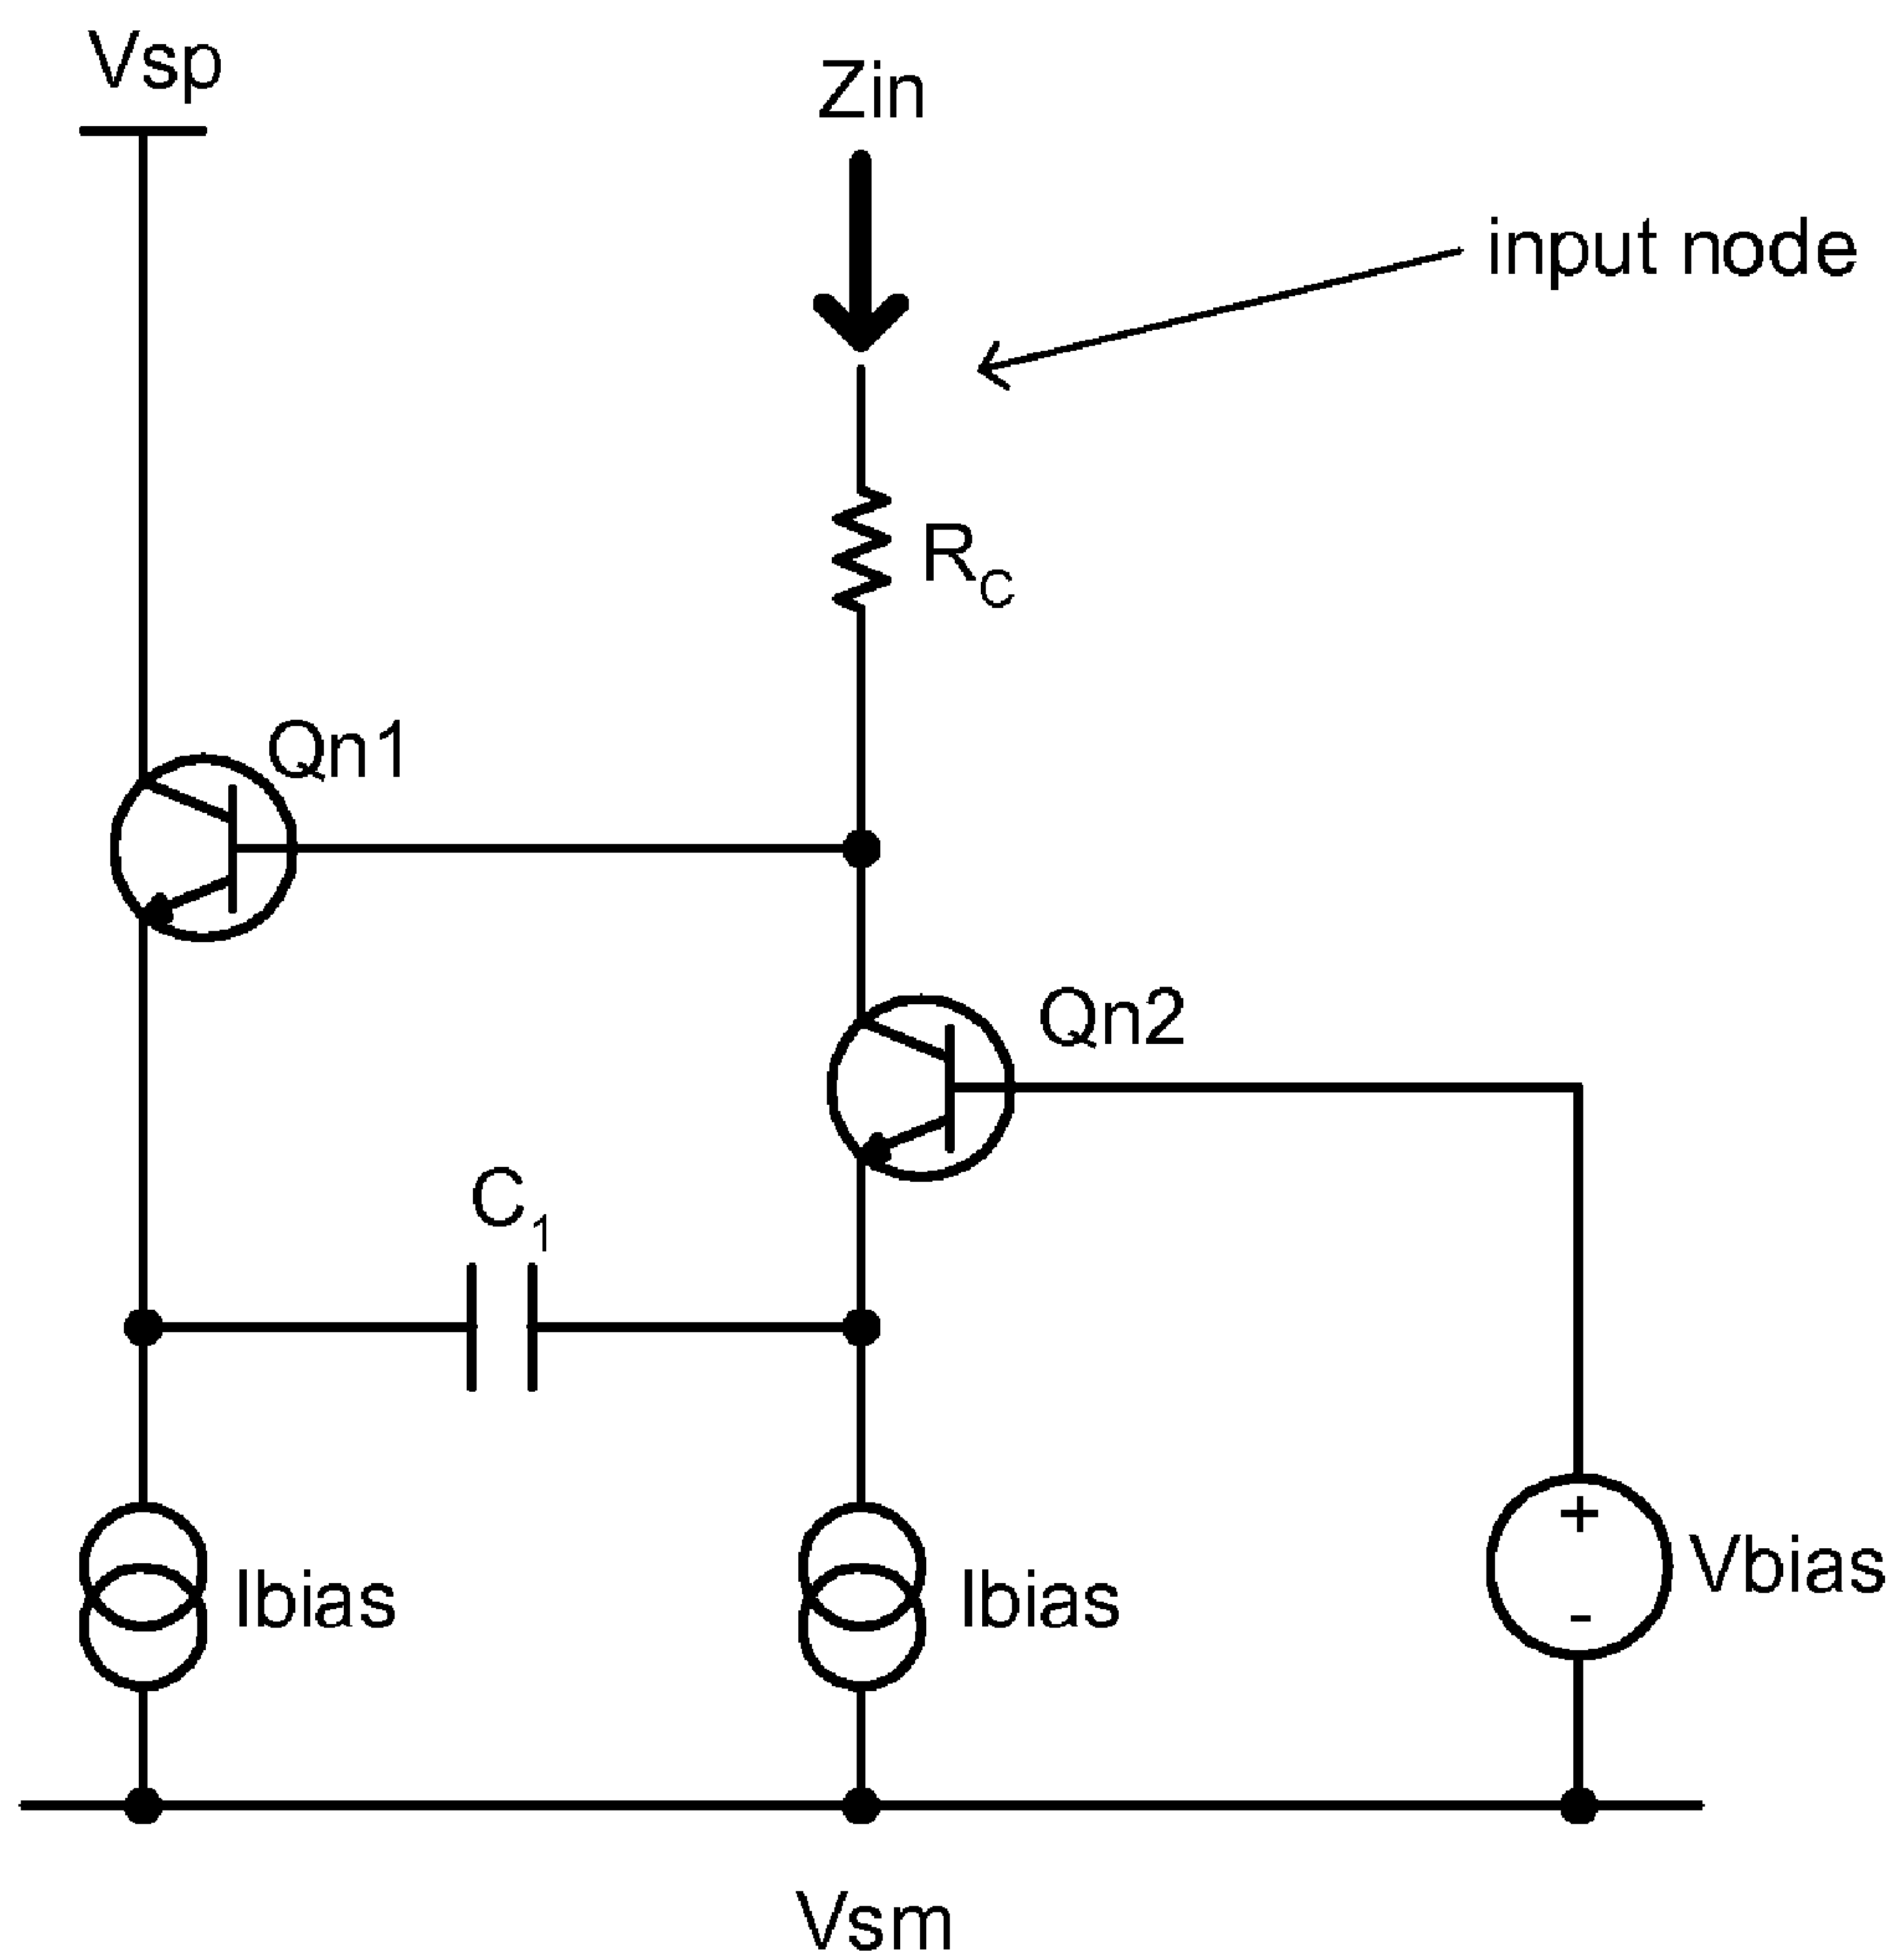 Vsp
Zin
input node
R_C
Qn1
Qn2
C_1
+
Ibias
Ibias
Vbias
-
Vsm